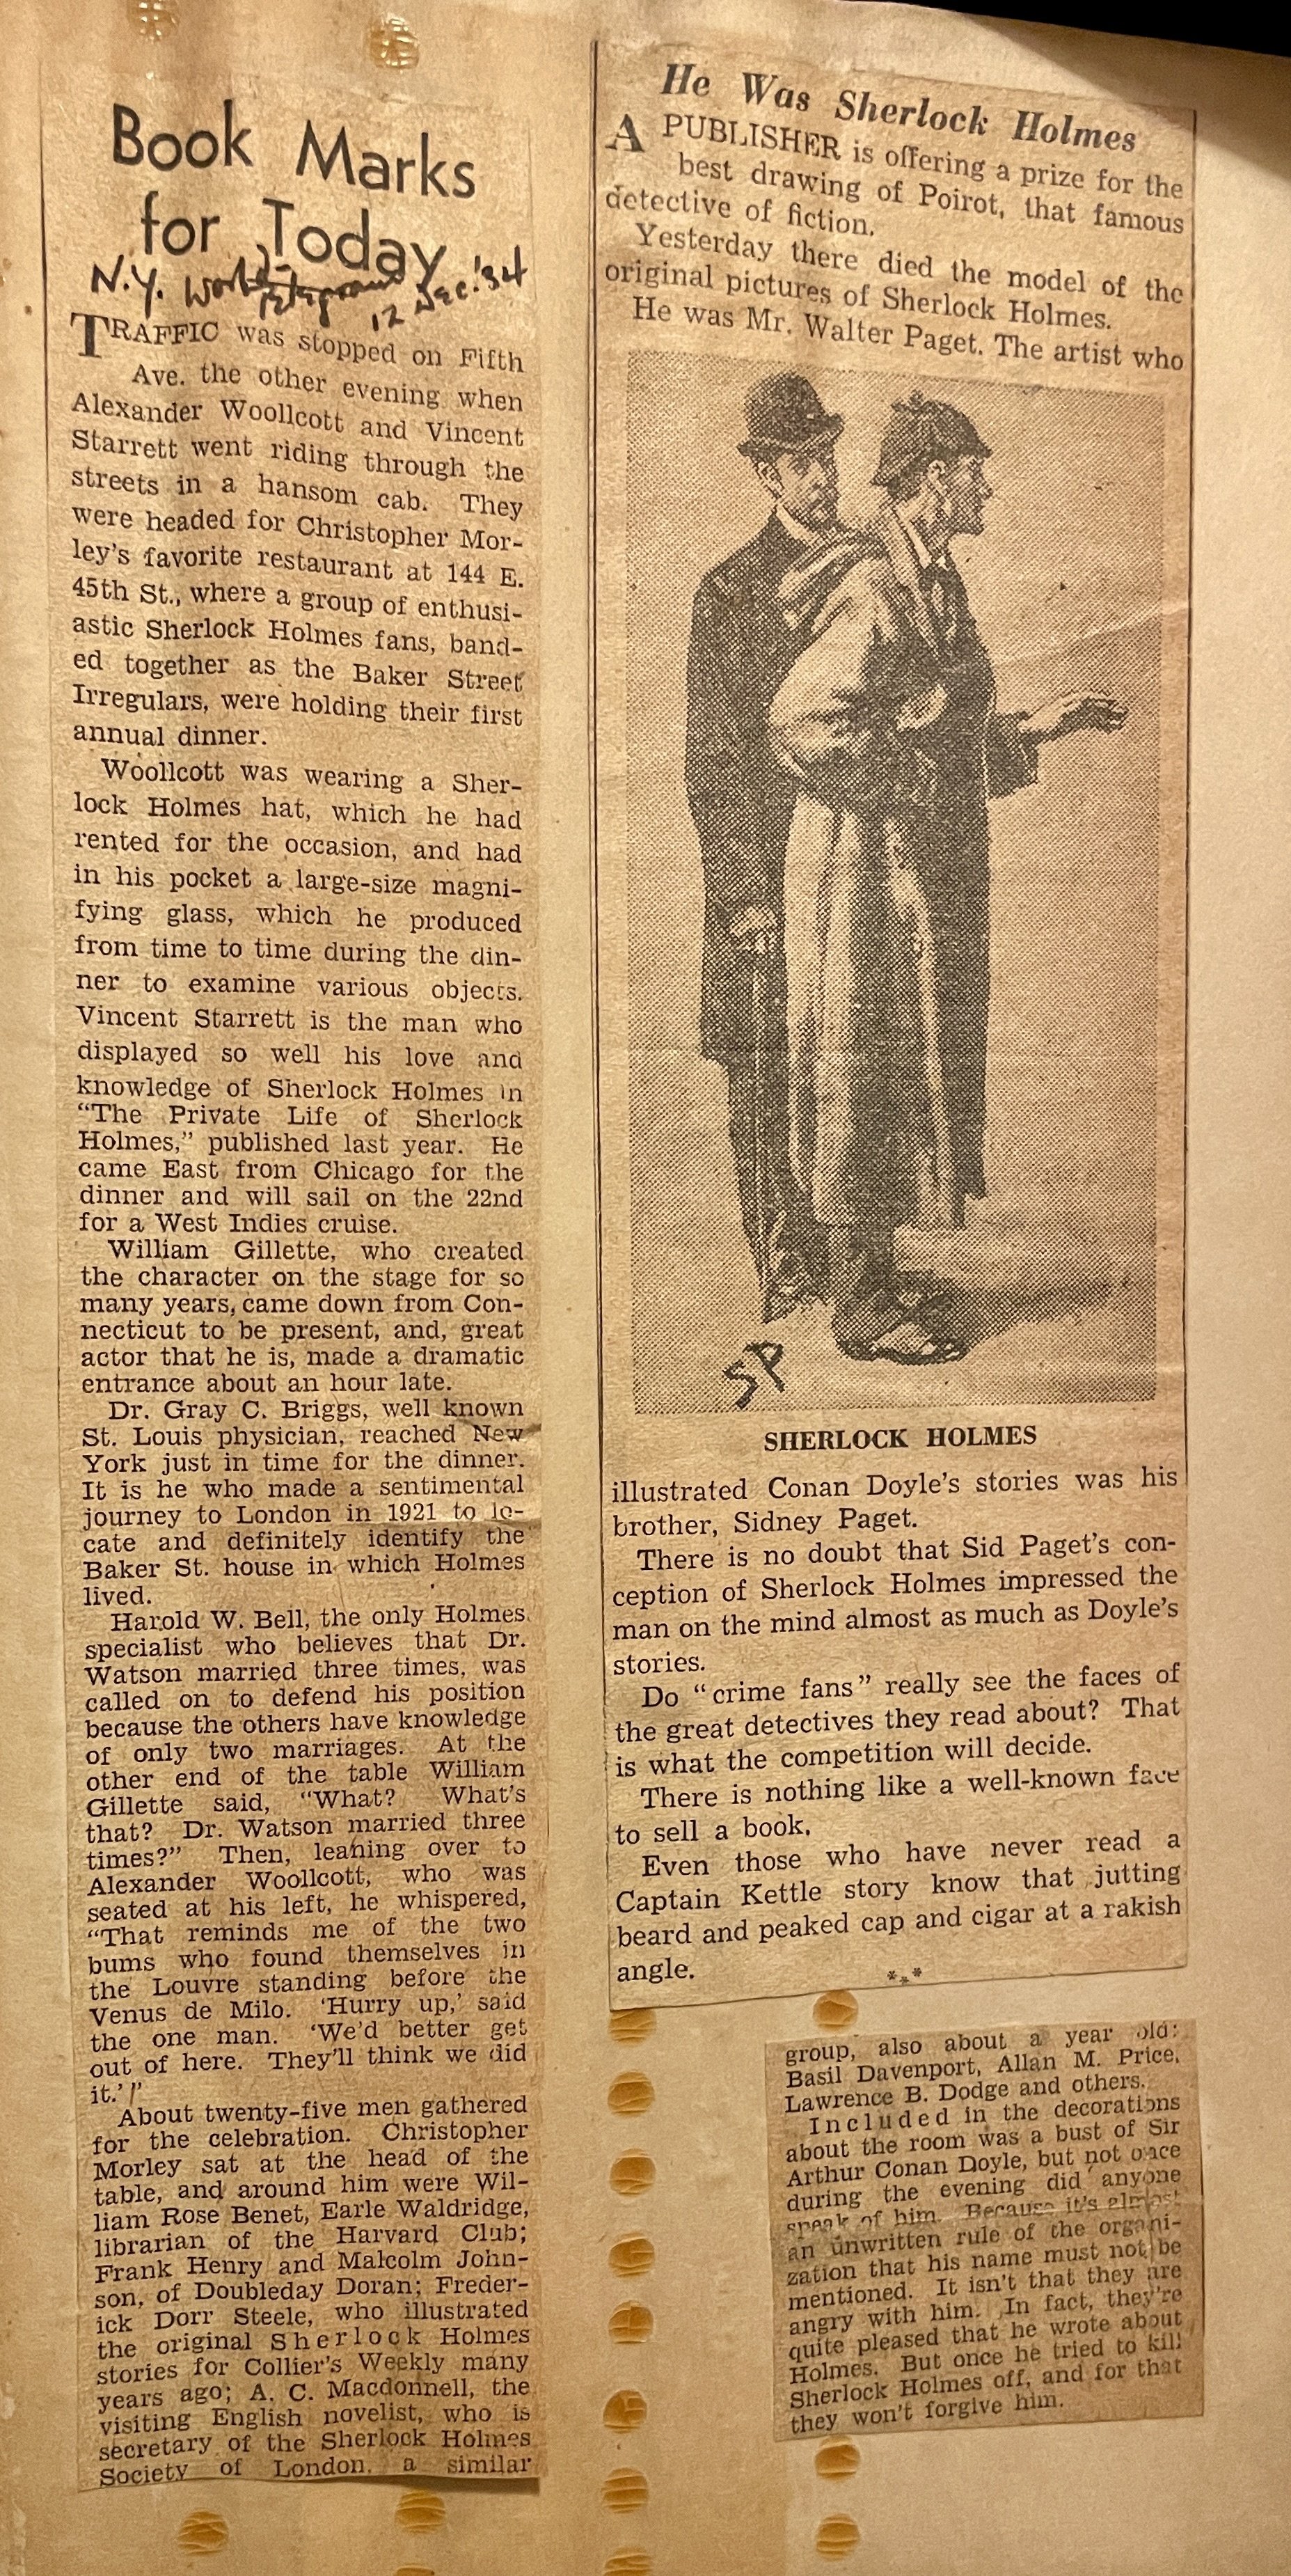 Book Marks
for Today
N.Y. World-
Telegram
12 Dec. '34
TRAFFIC was stopped on Fifth
Ave. the other evening when
Alexander Woollcott and Vincent
Starrett went riding through the
streets in a hansom cab. They
were headed for Christopher Mor-
ley's favorite restaurant at 144 E.
45th St., where a group of enthusi-
astic Sherlock Holmes fans, band-
ed together as the Baker Street
Irregulars, were holding their first
annual dinner.
Woollcott was wearing a Sher-
lock Holmes hat, which he had
rented for the occasion, and had
in his pocket a large-size magni-
fying glass, which he produced
from time to time during the din-
ner to examine various objects.
Vincent Starrett is the man who
displayed so well his love and
knowledge of Sherlock Holmes in
"The Private Life of Sherlock
Holmes," published last year. He
came East from Chicago for the
dinner and will sail on the 22nd
for a West Indies cruise.
William Gillette, who created
the character on the stage for so
many years, came down from Con-
necticut to be present, and, great
actor that he is, made a dramatic
entrance about an hour late.
Dr. Gray C. Briggs, well known
St. Louis physician, reached New
York just in time for the dinner.
It is he who made a sentimental
journey to London in 1921 to lo-
cate and definitely identify the
Baker St. house in which Holmes
lived.
Harold W. Bell, the only Holmes
specialist who believes that Dr.
Watson married three times, was
called on to defend his position
because the others have knowledge
of only two marriages. At the
other end of the table William
Gillette said, "What? What's
that? Dr. Watson married three
times?" Then, leaning over to
Alexander Woollcott, who was
seated at his left, he whispered,
"That reminds me of the two
bums who found themselves in
the Louvre standing before the
Venus de Milo. 'Hurry up,' said
the one man. 'We'd better get
out of here. They'll think we did
it.'"
About twenty-five men gathered
for the celebration. Christopher
Morley sat at the head of the
table, and around him were Wil-
liam Rose Benet, Earle Waldridge,
librarian of the Harvard Club;
Frank Henry and Malcolm John-
son, of Doubleday Doran; Freder-
ick Dorr Steele, who illustrated
the original Sherlock Holmes
stories for Collier's Weekly many
years ago; A. C. Macdonnell, the
visiting English novelist, who is
secretary of the Sherlock Holmes
Society of London, a similar
group, also about a year old;
Basil Davenport, Allan M. Price,
Lawrence B. Dodge and others.
Included in the decorations
about the room was a bust of Sir
Arthur Conan Doyle, but not once
during the evening did anyone
speak of him. Because it's almost
an unwritten rule of the organi-
zation that his name must not be
mentioned. It isn't that they are
angry with him. In fact, they're
quite pleased that he wrote about
Holmes. But once he tried to kill
Sherlock Holmes off, and for that
they won't forgive him.
He Was Sherlock Holmes
A PUBLISHER is offering a prize for the
best drawing of Poirot, that famous
detective of fiction.
Yesterday there died the model of the
original pictures of Sherlock Holmes.
He was Mr. Walter Paget. The artist who
SP
SHERLOCK HOLMES
illustrated Conan Doyle's stories was his
brother, Sidney Paget.
There is no doubt that Sid Paget's con-
ception of Sherlock Holmes impressed the
man on the mind almost as much as Doyle's
stories.
Do "crime fans" really see the faces of
the great detectives they read about? That
is what the competition will decide.
There is nothing like a well-known face
to sell a book.
Even those who have never read a
Captain Kettle story know that jutting
beard and peaked cap and cigar at a rakish
angle.
***